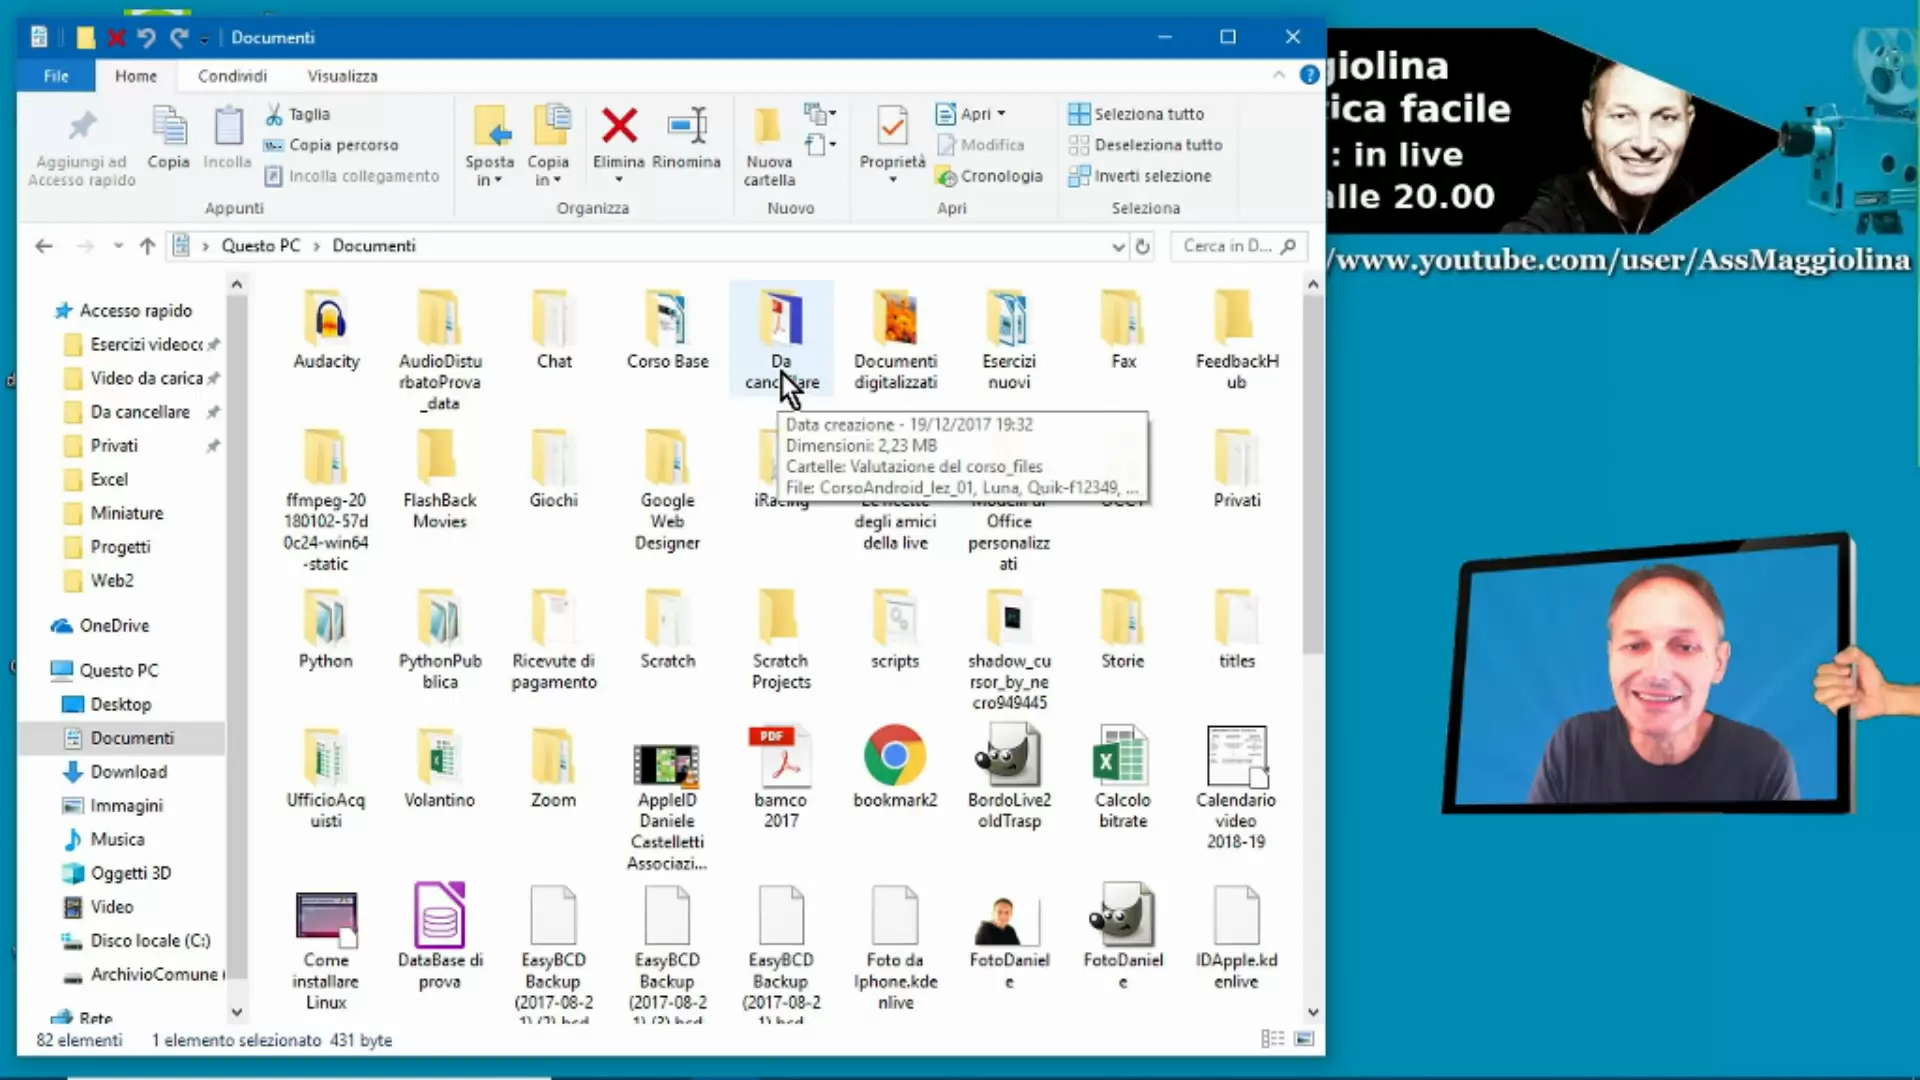 Documenti
File
Home
Condividi
Visualizza
Aggiungi ad
Accesso rapido
Copia
Incolla
Taglia
Copia percorso
Incolla collegamento
Appunti
Sposta
in
Copia
in
Elimina
Rinomina
Organizza
Nuova
cartella
Nuovo
Proprietà
Apri
Modifica
Cronologia
Apri
Seleziona tutto
Deseleziona tutto
Inverti selezione
Seleziona
Questo PC
Documenti
Cerca in D...
giolina
ica facile
: in live
alle 20.00
/www.youtube.com/user/AssMaggiolina
Accesso rapido
Esercizi videoco
Video da carica
Da cancellare
Privati
Excel
Miniature
Progetti
Web2
OneDrive
Questo PC
Desktop
Documenti
Download
Immagini
Musica
Oggetti 3D
Video
Disco locale (C:)
ArchivioComune (
Rete
Audacity
AudioDistu
rbatoProva
_data
Chat
Corso Base
Da
Documenti
digitalizzati
Esercizi
nuovi
Fax
FeedbackH
ub
Data creazione - 19/12/2017 19:32
Dimensioni: 2,23 MB
Cartelle: Valutazione del corso_files
File: CorsoAndroid_lez_01, Luna, Quik-f12349, ...
ffmpeg-20
180102-57d
0c24-win64
-static
FlashBack
Movies
Giochi
Google
Web
Designer
iRacing
degli amici
della live
Office
personalizz
ati
Privati
Python
PythonPub
blica
Ricevute di
pagamento
Scratch
Scratch
Projects
scripts
shadow_cu
rsor_by_ne
cro949445
Storie
titles
UfficioAcq
uisti
Volantino
Zoom
AppleID
Daniele
Castelletti
Associazi...
PDF
bamco
2017
bookmark2
BordoLive2
oldTrasp
Calcolo
bitrate
Calendario
video
2018-19
Come
installare
Linux
DataBase di
prova
EasyBCD
Backup
(2017-08-2
EasyBCD
Backup
(2017-08-2
EasyBCD
Backup
(2017-08-2
Foto da
Iphone.kde
nlive
FotoDaniel
e
FotoDaniel
e
IDApple.kd
enlive
82 elementi
1 elemento selezionato 431 byte